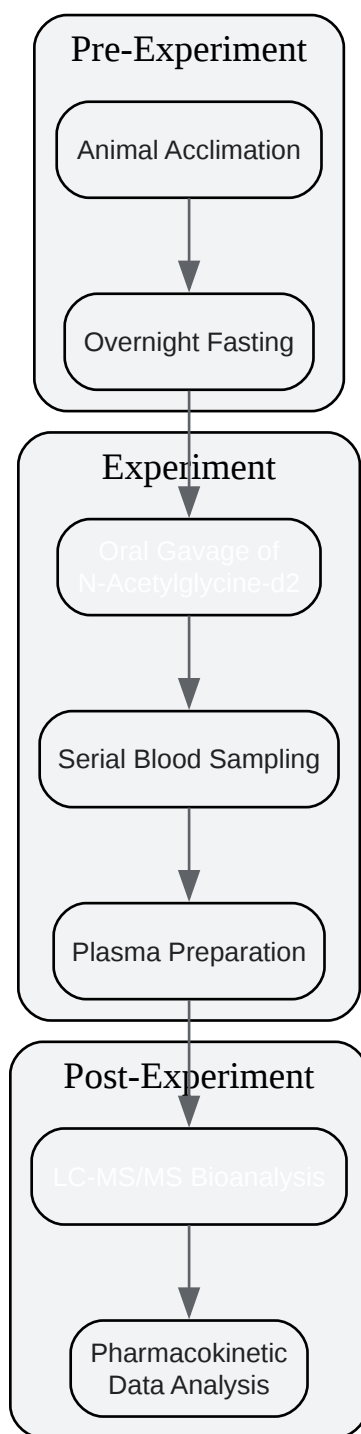 Pre-Experiment
Animal Acclimation
Overnight Fasting
Experiment
Oral Gavage of
N-Acetylglycine-d2
Serial Blood Sampling
Plasma Preparation
Post-Experiment
LC-MS/MS Bioanalysis
Pharmacokinetic
Data Analysis